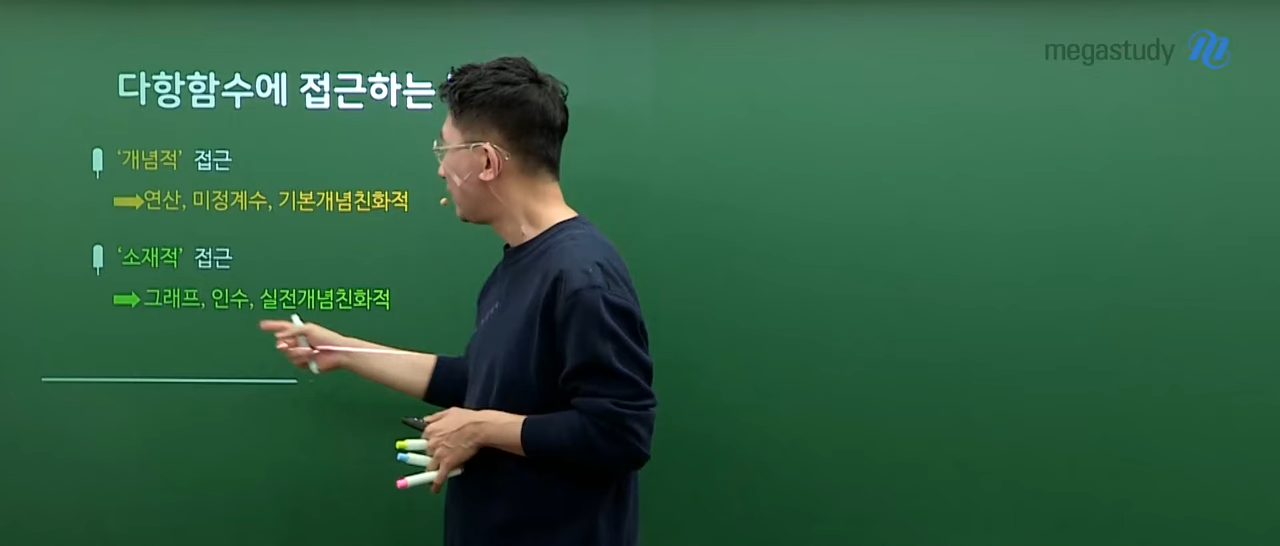 megastudy
다항함수에 접근하는
'개념적' 접근
➡연산, 미정계수, 기본개념친화적
'소재적' 접근
➡그래프, 인수, 실전개념친화적